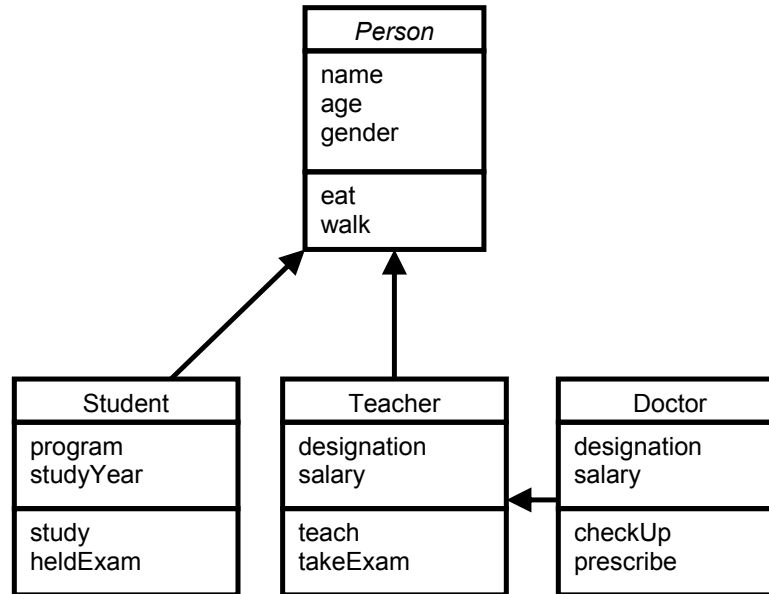 Person
name
age
gender
eat
walk
Student
program
studyYear
study
heldExam
Teacher
designation
salary
teach
takeExam
Doctor
designation
salary
checkUp
prescribe